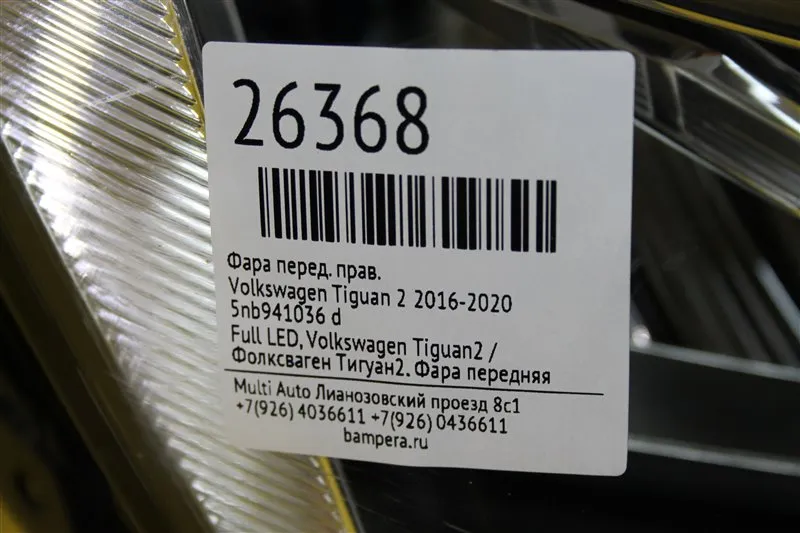 26368
Фара перед. прав.
Volkswagen Tiguan 2 2016-2020
5nb941036 d
Full LED, Volkswagen Tiguan2 /
Фолксваген Тигуан2. Фара передняя
Multi Auto Лианозовский проезд 8с1
+7(926) 4036611 +7(926) 0436611
bampera.ru